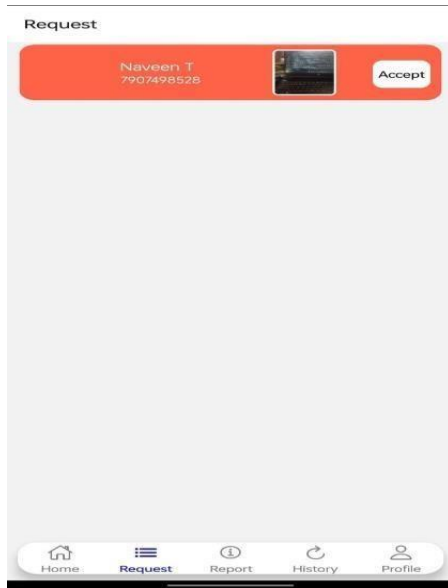 Request
Naveen T
7907498528
Accept
Home Request Report History Profile